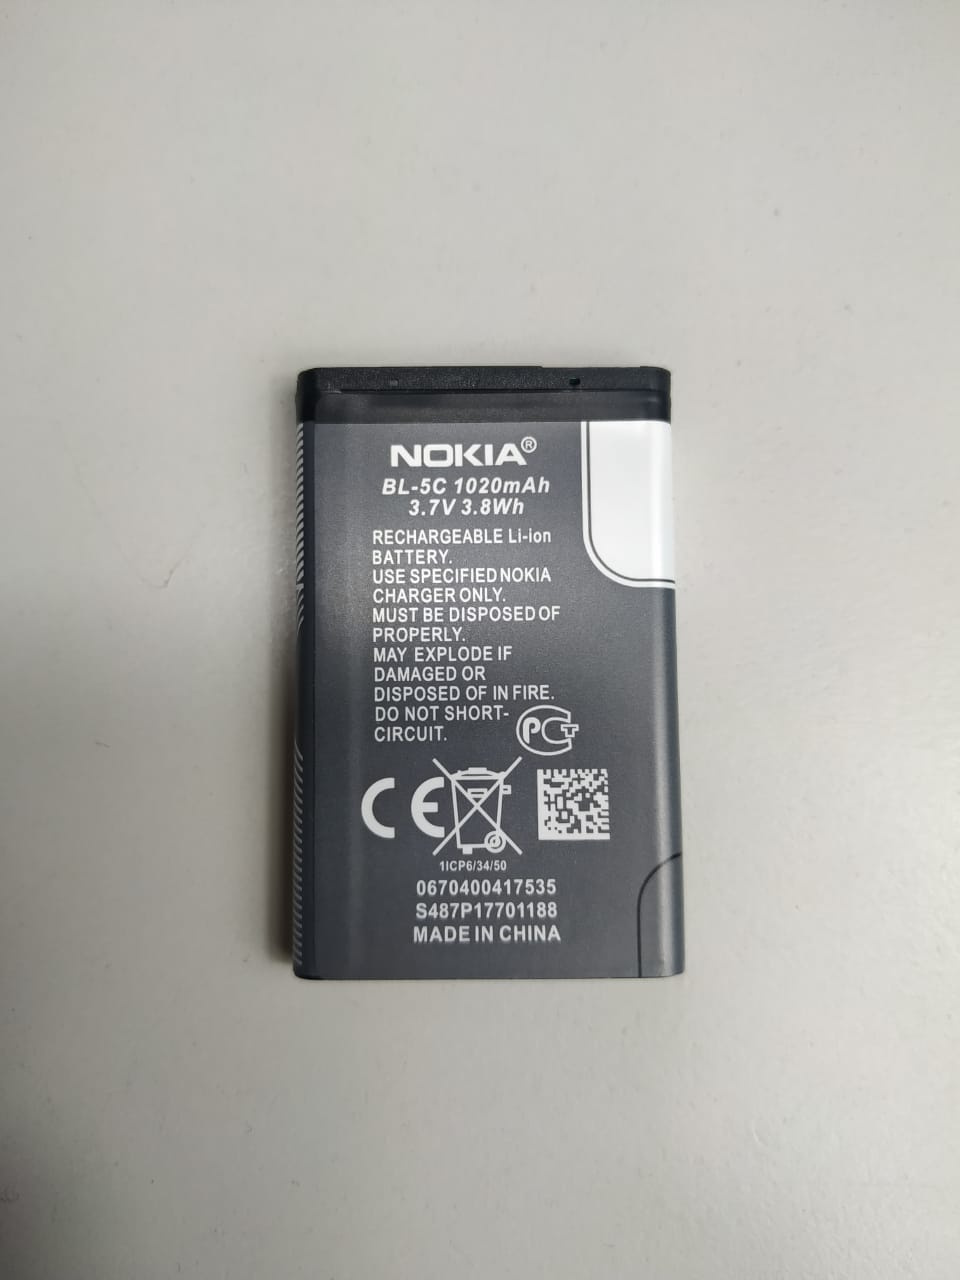 NOKIA®
BL-5C 1020mAh
3.7V 3.8Wh
RECHARGEABLE Li-ion
BATTERY.
USE SPECIFIED NOKIA
CHARGER ONLY.
MUST BE DISPOSED OF
PROPERLY.
MAY EXPLODE IF
DAMAGED OR
DISPOSED OF IN FIRE.
DO NOT SHORT-
CIRCUIT.
PCT
CE
1ICP6/34/50
0670400417535
S487P17701188
MADE IN CHINA